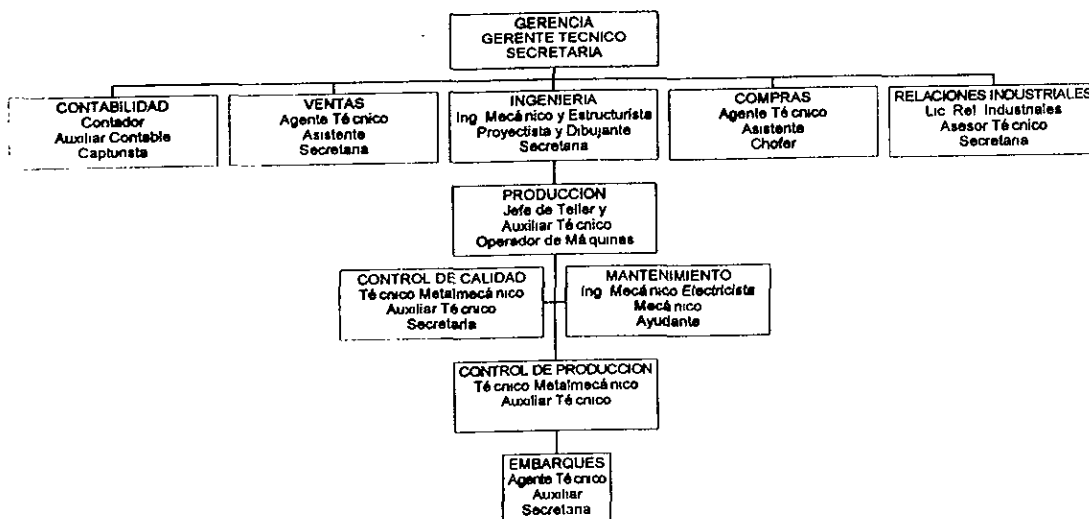 GERENCIA
GERENTE TECNICO
SECRETARIA
CONTABILIDAD
Contador
Auxiliar Contable
Capturista
VENTAS
Agente Técnico
Asistente
Secretaria
INGENIERIA
Ing Mecánico y Estructurista
Proyectista y Dibujante
Secretaria
COMPRAS
Agente Técnico
Asistente
Chofer
RELACIONES INDUSTRIALES
Lic Rel Industriales
Asesor Técnico
Secretaria
PRODUCCION
Jefe de Teller y
Auxiliar Técnico
Operador de Máquinas
CONTROL DE CALIDAD
Técnico Metalmecánico
Auxiliar Técnico
Secretaria
MANTENIMIENTO
Ing Mecánico Electricista
Mecánico
Ayudante
CONTROL DE PRODUCCION
Técnico Metalmecánico
Auxiliar Técnico
EMBARQUES
Agente Técnico
Auxiliar
Secretaria